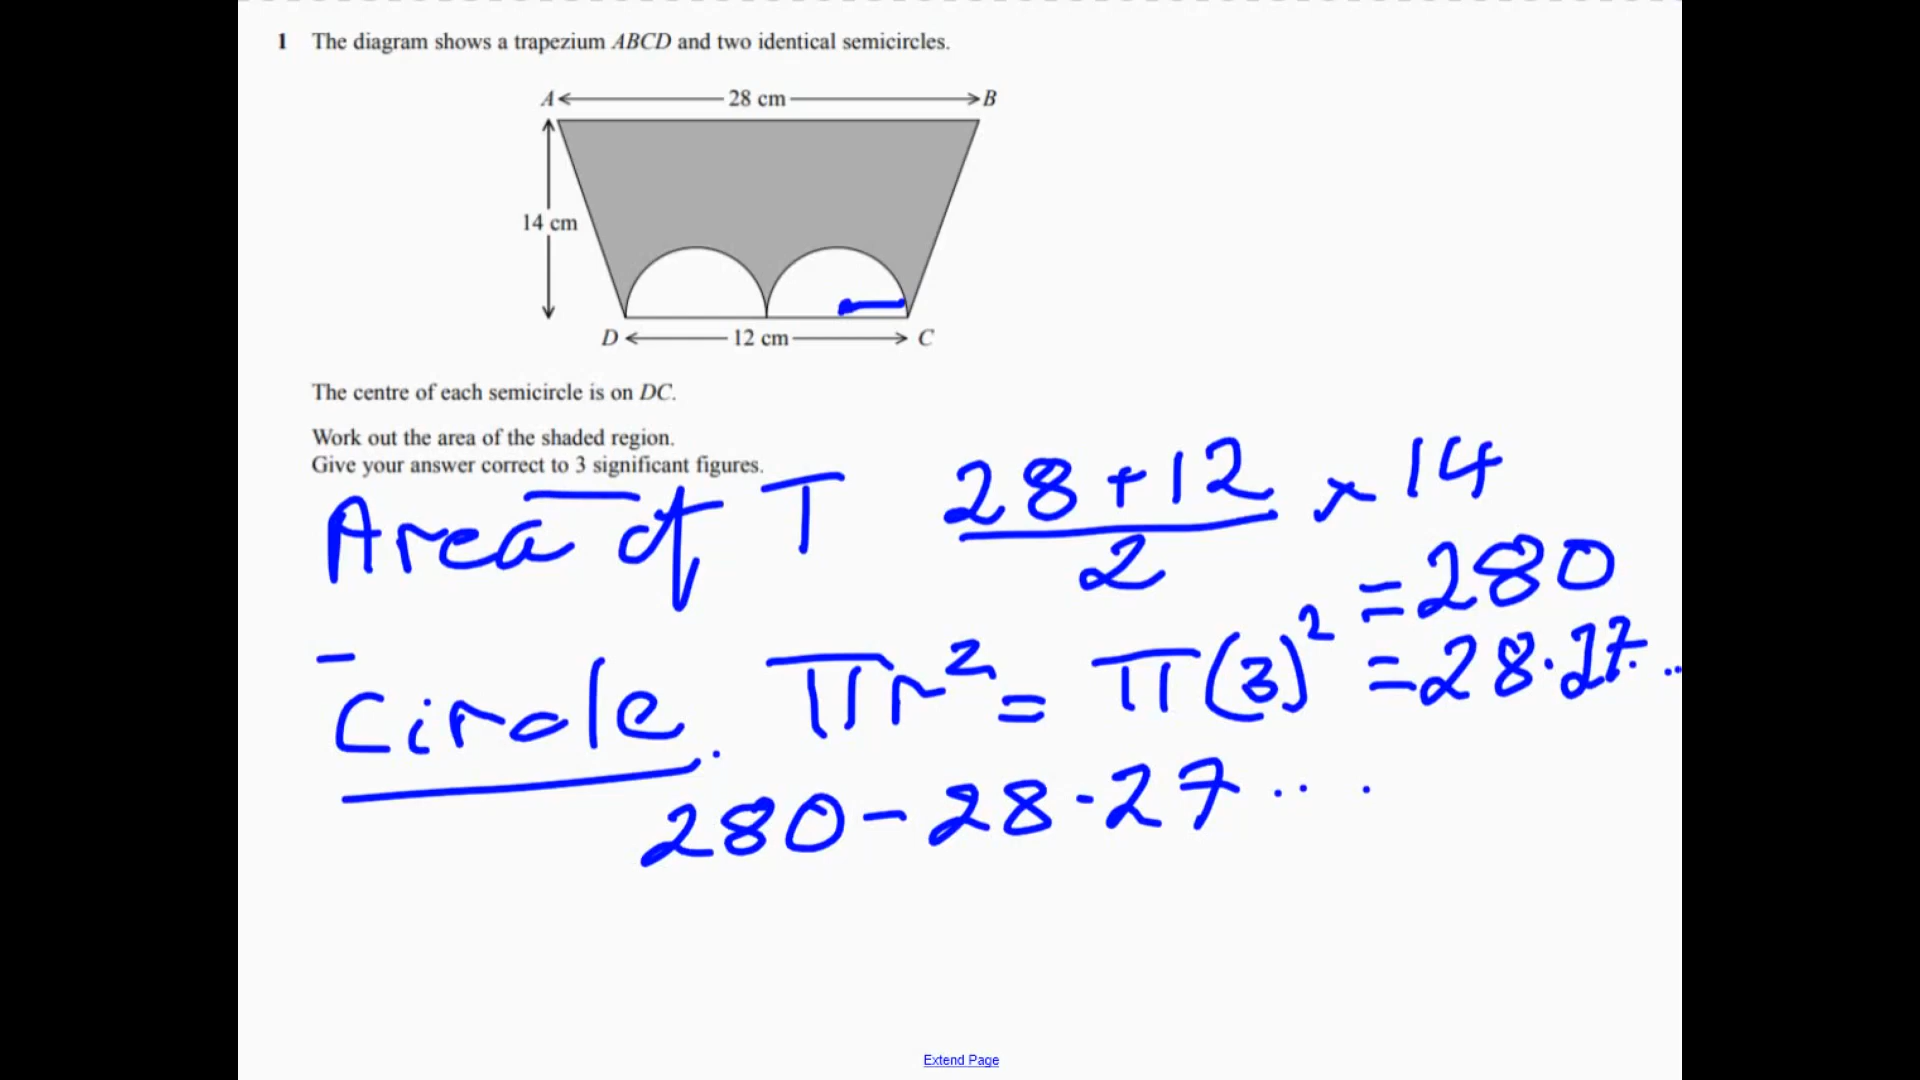 1 The diagram shows a trapezium ABCD and two identical semicircles.
A 28 cm B
14 cm
D 12 cm C
The centre of each semicircle is on DC.
Work out the area of the shaded region.
Give your answer correct to 3 significant figures.
Area of T 28 + 12 × 14
2
= 280
- Circle. πr² = π(3)² = 28.27...
280 - 28.27...
Extend Page